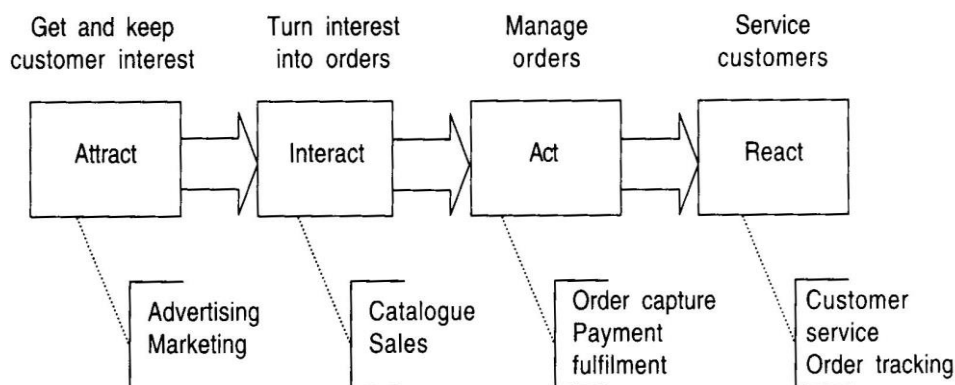 Get and keep
customer interest
Turn interest
into orders
Manage
orders
Service
customers
Attract
Interact
Act
React
Advertising
Marketing
Catalogue
Sales
Order capture
Payment
fulfilment
Customer
service
Order tracking